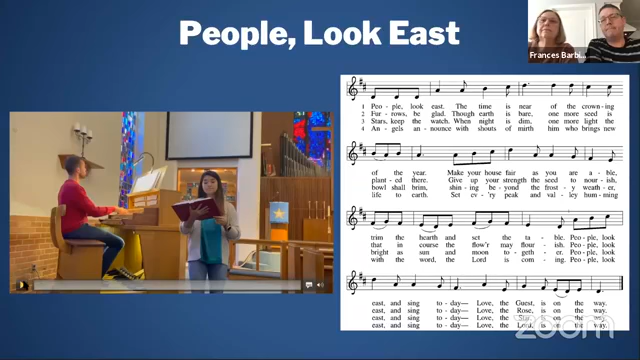 People, Look East
Frances Barbi...
1 Peo - ple, look east. The time is near of the crown - ing
2 Fur - rows, be glad. Though earth is bare, one more seed is
3 Stars, keep the watch. When night is dim, one more light the
4 An - gels an - nounce with shouts of mirth him who brings new
of the year. Make your house fair as you are a - ble,
plant - ed there. Give up your strength the seed to nour - ish,
bowl shall brim, shin - ing be - yond the frost - y weath - er,
life to earth. Set ev - 'ry peak and val - ley hum - ming
trim the hearth and set the ta - ble. Peo - ple, look
that in course the flow'r may flour - ish. Peo - ple, look
bright as sun and moon to - geth - er. Peo - ple, look
with the word, the Lord is com - ing. Peo - ple, look
east, and sing to - day— Love, the Guest, is on the way.
east, and sing to - day— Love, the Rose, is on the way.
east, and sing to - day— Love, the Star, is on the way.
east, and sing to - day— Love, the Lord, is on the way.
zoom